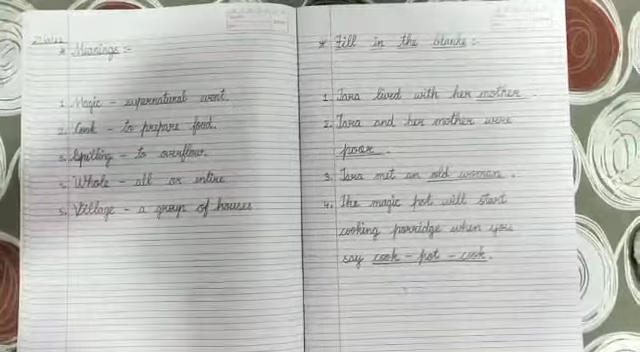 * Meanings :-
1. Magic - supernatural event.
2. Cook - to prepare food.
3. Spilling - to overflow.
4. Whole - all or entire
5. Village - a group of houses
* Fill in the blanks :-
1. Tara lived with her mother.
2. Tara and her mother were
poor.
3. Tara met an old woman.
4. The magic pot will start
cooking porridge when you
say cook - pot - cook.